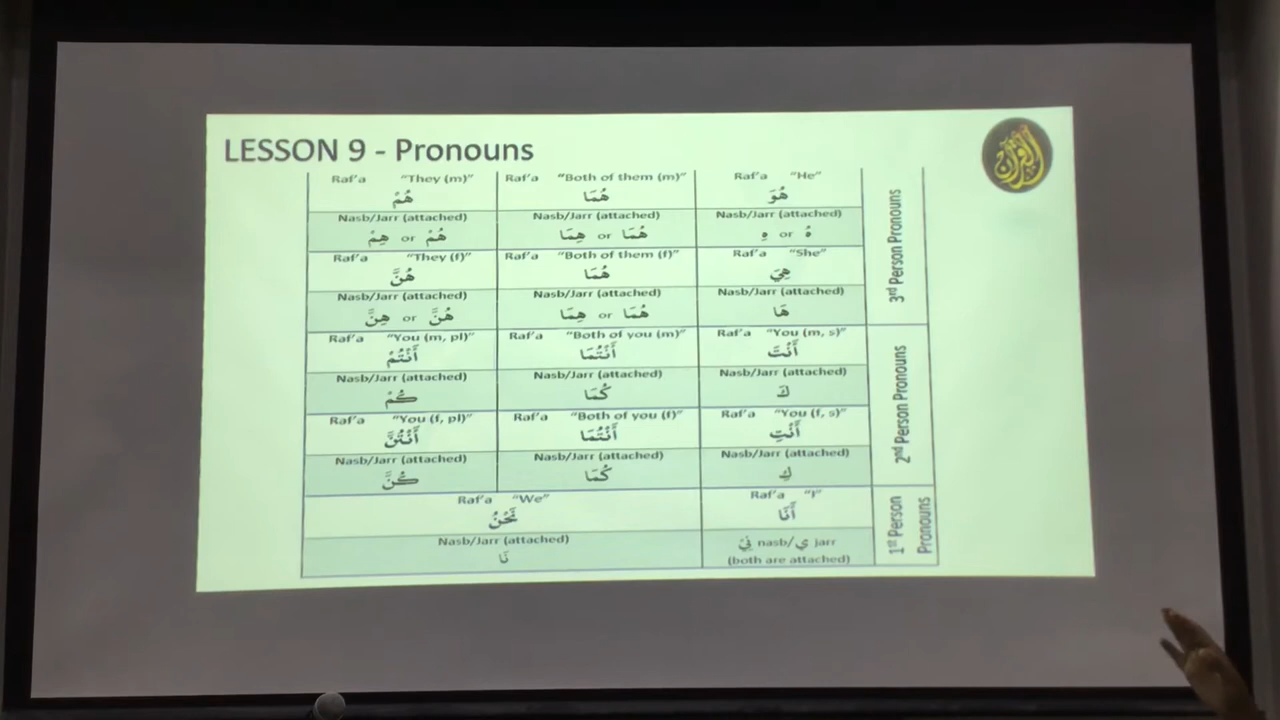 LESSON 9 - Pronouns
القرآن
Raf'a "They (m)" Raf'a "Both of them (m)" Raf'a "He"
هُمْ هُمَا هُوَ
Nasb/Jarr (attached) Nasb/Jarr (attached) Nasb/Jarr (attached)
هُمْ or هِمْ هُمَا or هِمَا هُ or هِ
Raf'a "They (f)" Raf'a "Both of them (f)" Raf'a "She"
هُنَّ هُمَا هِيَ
Nasb/Jarr (attached) Nasb/Jarr (attached) Nasb/Jarr (attached)
هُنَّ or هِنَّ هُمَا or هِمَا هَا
3rd Person Pronouns
Raf'a "You (m, pl)" Raf'a "Both of you (m)" Raf'a "You (m, s)"
أَنْتُمْ أَنْتُمَا أَنْتَ
Nasb/Jarr (attached) Nasb/Jarr (attached) Nasb/Jarr (attached)
كُمْ كُمَا كَ
Raf'a "You (f, pl)" Raf'a "Both of you (f)" Raf'a "You (f, s)"
أَنْتُنَّ أَنْتُمَا أَنْتِ
Nasb/Jarr (attached) Nasb/Jarr (attached) Nasb/Jarr (attached)
كُنَّ كُمَا كِ
2nd Person Pronouns
Raf'a "We" Raf'a "I"
نَحْنُ أَنَا
Nasb/Jarr (attached) نِي nasb/ي jarr
نَا (both are attached)
1st Person Pronouns